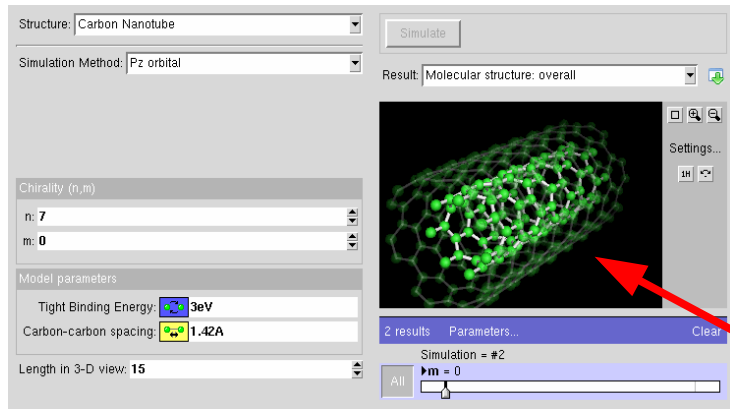 Structure: Carbon Nanotube
Simulation Method: Pz orbital
Chirality (n,m)
n: 7
m: 0
Model parameters
Tight Binding Energy: 3eV
Carbon-carbon spacing: 1.42A
Length in 3-D view: 15
Simulate
Result: Molecular structure: overall
Settings...
1H
2 results Parameters... Clear
Simulation = #2
All
m = 0